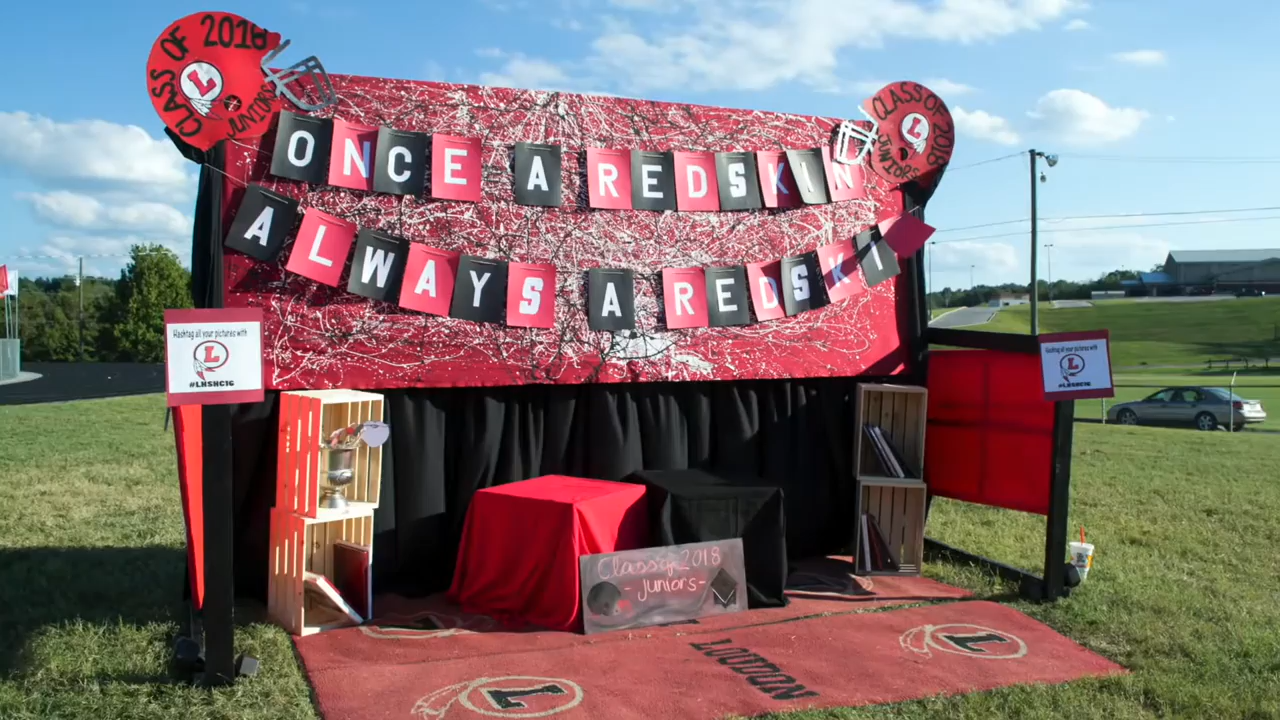 CLASS OF 2018
JUNIORS
L
CLASS OF 2018
JUNIORS
L
ONCE A REDSKIN
ALWAYS A REDSKI
Hashtag all your pictures with
L
#LHSHC16
Hashtag all your pictures with
L
#LHSHC16
Class of 2018
-Juniors-
LOUDON
L
L